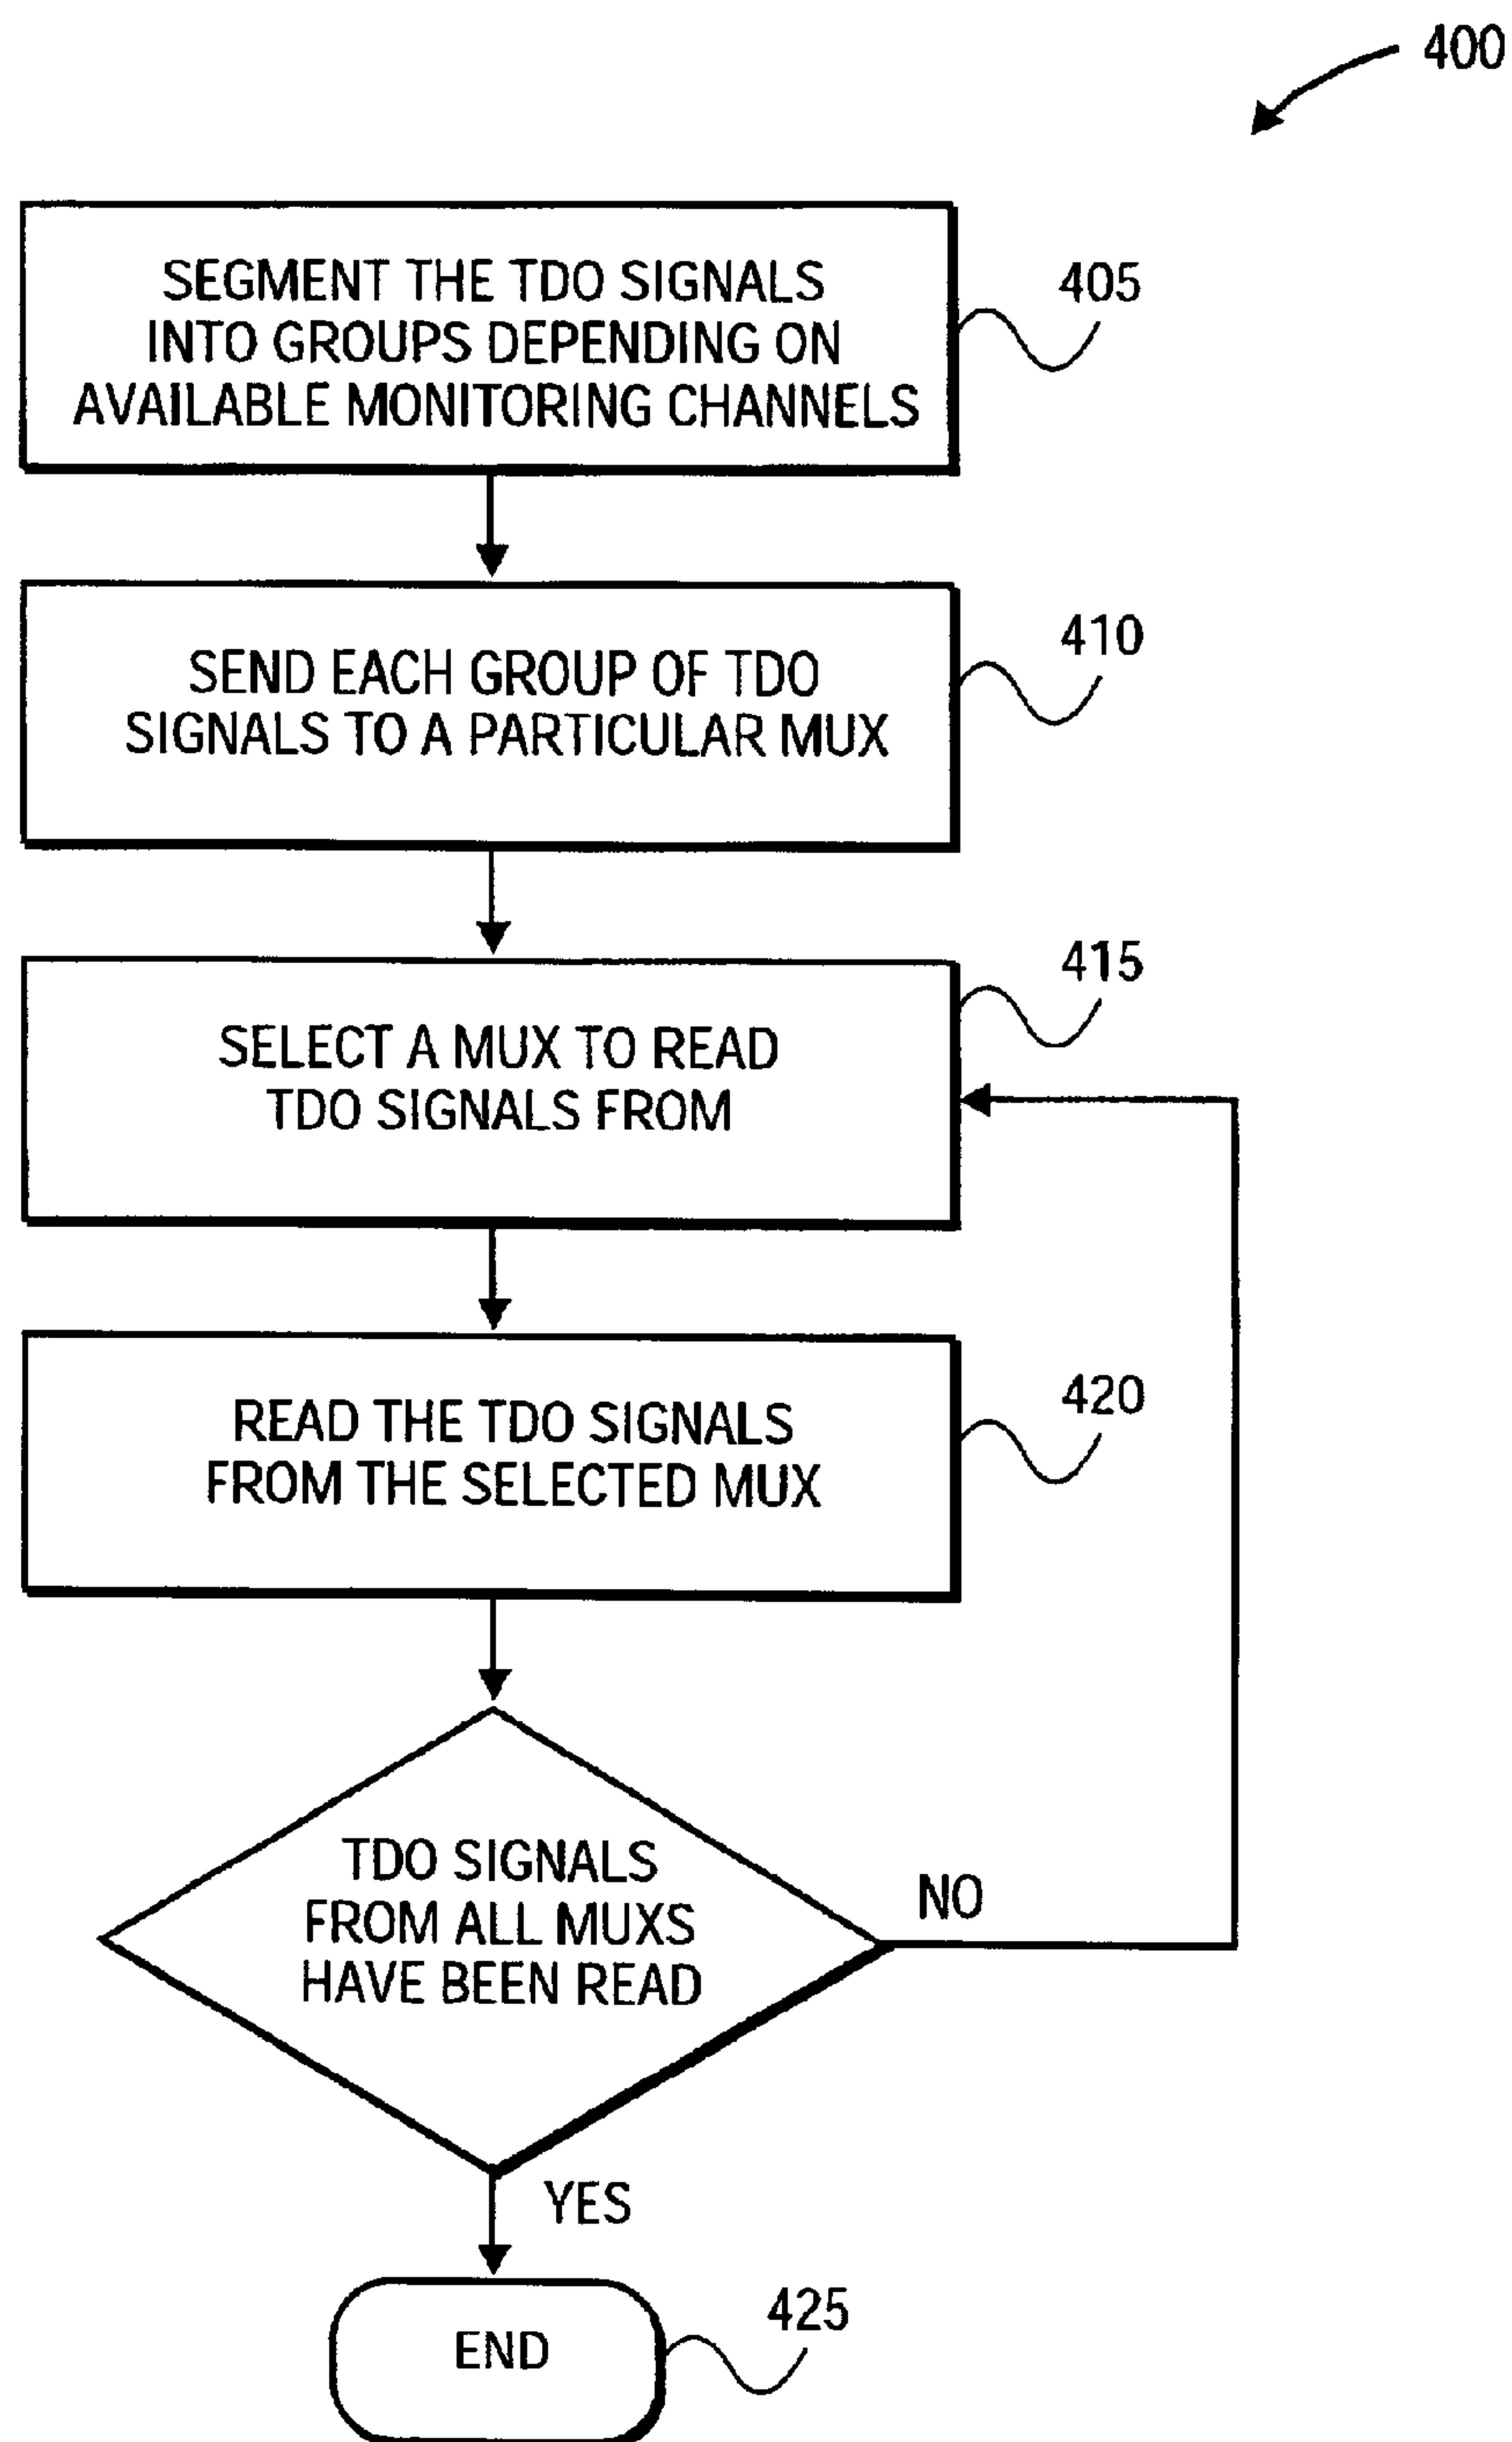 400
SEGMENT THE TDO SIGNALS
INTO GROUPS DEPENDING ON
AVAILABLE MONITORING CHANNELS
405
SEND EACH GROUP OF TDO
SIGNALS TO A PARTICULAR MUX
410
SELECT A MUX TO READ
TDO SIGNALS FROM
415
READ THE TDO SIGNALS
FROM THE SELECTED MUX
420
TDO SIGNALS
FROM ALL MUXS
HAVE BEEN READ
NO
YES
END
425